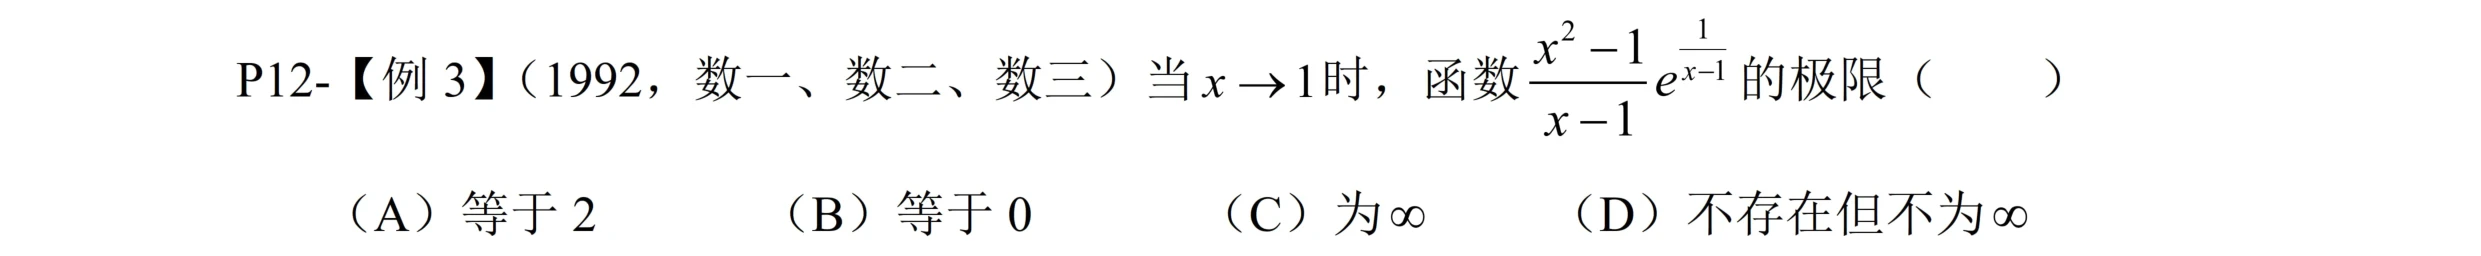 P12-【例 3】（1992，数一、数二、数三）当 $x \to 1$ 时，函数 $\frac{x^2-1}{x-1}e^{\frac{1}{x-1}}$ 的极限（　　）
（A）等于 2 （B）等于 0 （C）为∞ （D）不存在但不为∞